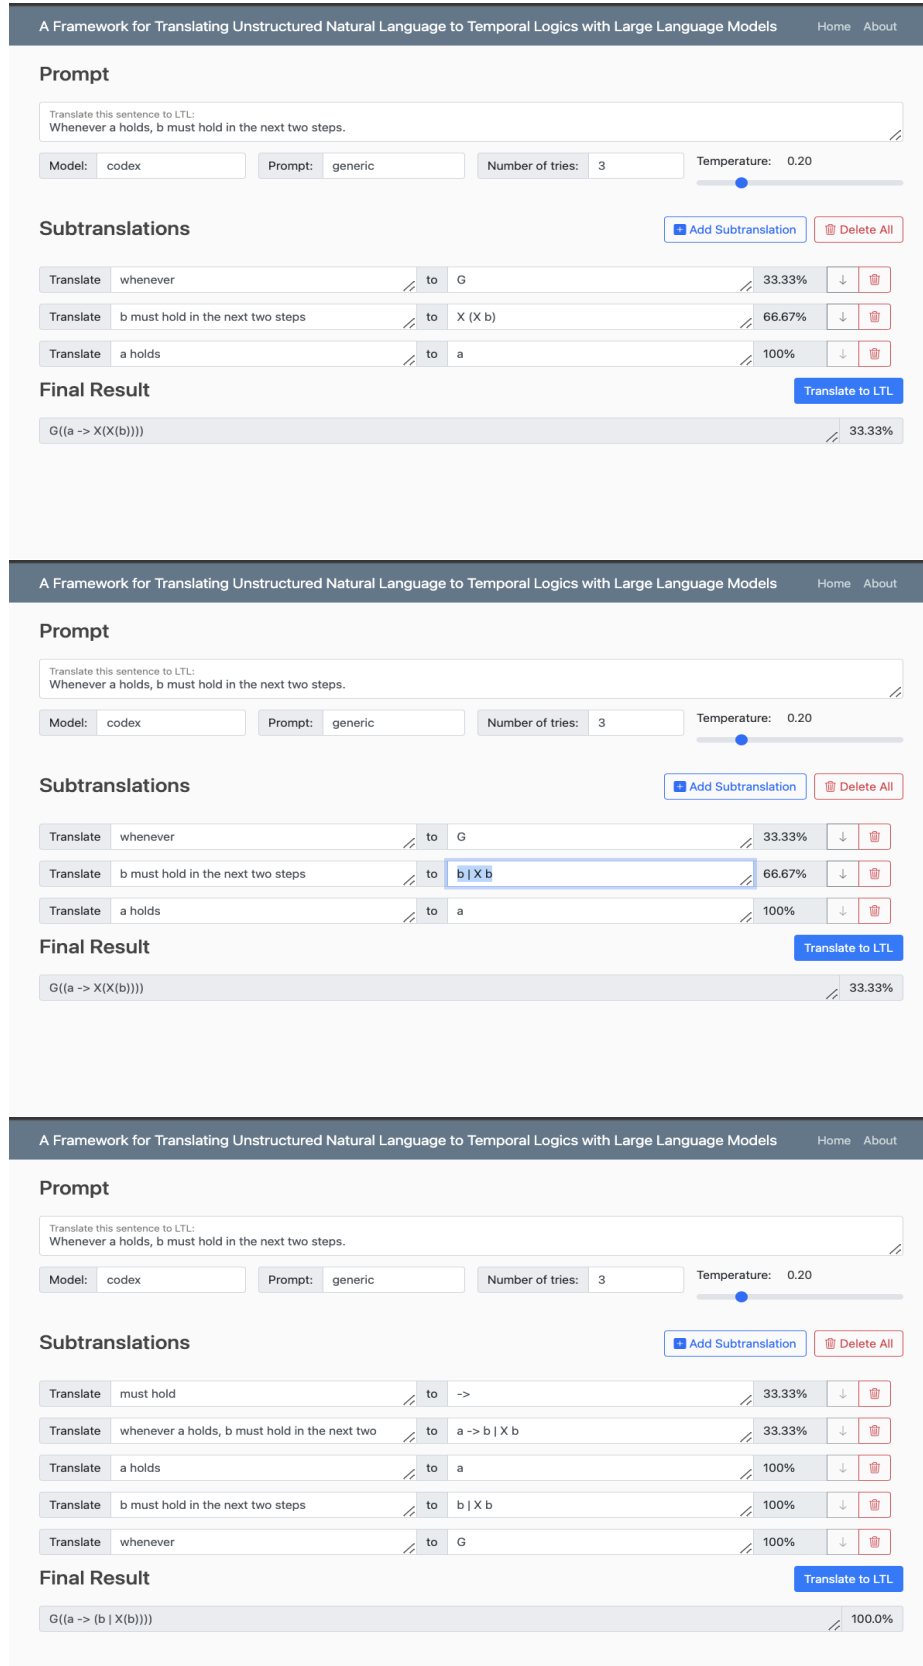 A Framework for Translating Unstructured Natural Language to Temporal Logics with Large Language Models Home About
Prompt
Translate this sentence to LTL:
Whenever a holds, b must hold in the next two steps.
Model: codex Prompt: generic Number of tries: 3 Temperature: 0.20
Subtranslations Add Subtranslation Delete All
Translate whenever to G 33.33%
Translate b must hold in the next two steps to X (X b) 66.67%
Translate a holds to a 100%
Final Result Translate to LTL
G((a -> X(X(b)))) 33.33%
A Framework for Translating Unstructured Natural Language to Temporal Logics with Large Language Models Home About
Prompt
Translate this sentence to LTL:
Whenever a holds, b must hold in the next two steps.
Model: codex Prompt: generic Number of tries: 3 Temperature: 0.20
Subtranslations Add Subtranslation Delete All
Translate whenever to G 33.33%
Translate b must hold in the next two steps to b | X b 66.67%
Translate a holds to a 100%
Final Result Translate to LTL
G((a -> X(X(b)))) 33.33%
A Framework for Translating Unstructured Natural Language to Temporal Logics with Large Language Models Home About
Prompt
Translate this sentence to LTL:
Whenever a holds, b must hold in the next two steps.
Model: codex Prompt: generic Number of tries: 3 Temperature: 0.20
Subtranslations Add Subtranslation Delete All
Translate must hold to -> 33.33%
Translate whenever a holds, b must hold in the next two to a -> b | X b 33.33%
Translate a holds to a 100%
Translate b must hold in the next two steps to b | X b 100%
Translate whenever to G 100%
Final Result Translate to LTL
G((a -> (b | X(b)))) 100.0%